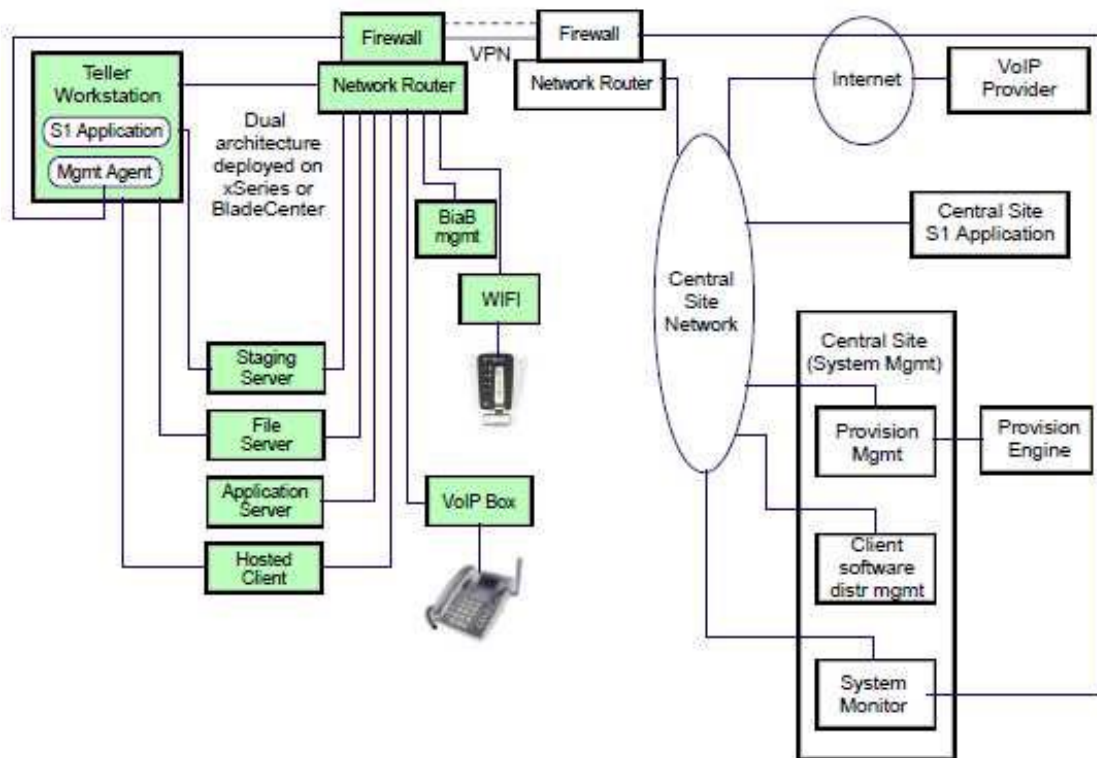 Firewall
VPN
Firewall
Network Router
Network Router
Teller
Workstation
S1 Application
Mgmt Agent
Dual
architecture
deployed on
xSeries or
BladeCenter
BiaB
mgmt
WIFI
Staging
Server
File
Server
Application
Server
Hosted
Client
VoIP Box
Internet
VoIP
Provider
Central Site
S1 Application
Central
Site
Network
Central Site
(System Mgmt)
Provision
Mgmt
Provision
Engine
Client
software
distr mgmt
System
Monitor